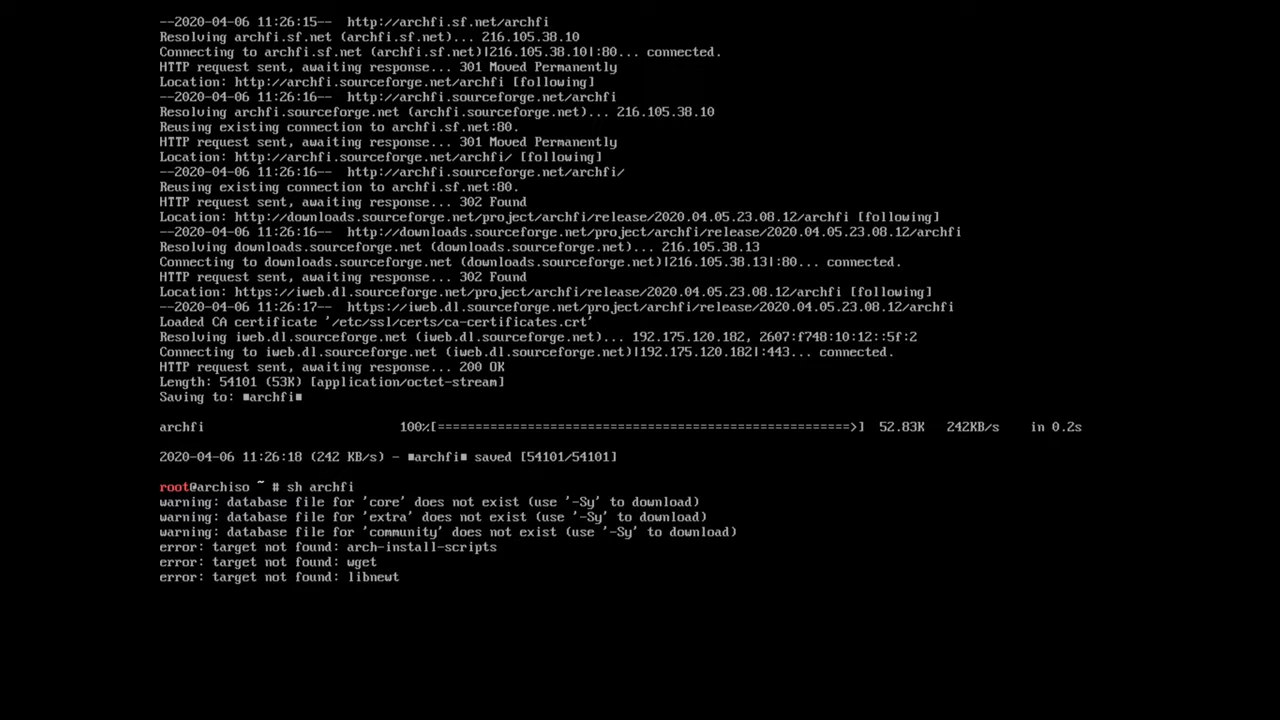 --2020-04-06 11:26:15--  http://archfi.sf.net/archfi
Resolving archfi.sf.net (archfi.sf.net)... 216.105.38.10
Connecting to archfi.sf.net (archfi.sf.net)|216.105.38.10|:80... connected.
HTTP request sent, awaiting response... 301 Moved Permanently
Location: http://archfi.sourceforge.net/archfi [following]
--2020-04-06 11:26:16--  http://archfi.sourceforge.net/archfi
Resolving archfi.sourceforge.net (archfi.sourceforge.net)... 216.105.38.10
Reusing existing connection to archfi.sf.net:80.
HTTP request sent, awaiting response... 301 Moved Permanently
Location: http://archfi.sourceforge.net/archfi/ [following]
--2020-04-06 11:26:16--  http://archfi.sourceforge.net/archfi/
Reusing existing connection to archfi.sf.net:80.
HTTP request sent, awaiting response... 302 Found
Location: http://downloads.sourceforge.net/project/archfi/release/2020.04.05.23.08.12/archfi [following]
--2020-04-06 11:26:16--  http://downloads.sourceforge.net/project/archfi/release/2020.04.05.23.08.12/archfi
Resolving downloads.sourceforge.net (downloads.sourceforge.net)... 216.105.38.13
Connecting to downloads.sourceforge.net (downloads.sourceforge.net)|216.105.38.13|:80... connected.
HTTP request sent, awaiting response... 302 Found
Location: https://iweb.dl.sourceforge.net/project/archfi/release/2020.04.05.23.08.12/archfi [following]
--2020-04-06 11:26:17--  https://iweb.dl.sourceforge.net/project/archfi/release/2020.04.05.23.08.12/archfi
Loaded CA certificate '/etc/ssl/certs/ca-certificates.crt'
Resolving iweb.dl.sourceforge.net (iweb.dl.sourceforge.net)... 192.175.120.182, 2607:f748:10:12::5f:2
Connecting to iweb.dl.sourceforge.net (iweb.dl.sourceforge.net)|192.175.120.182|:443... connected.
HTTP request sent, awaiting response... 200 OK
Length: 54101 (53K) [application/octet-stream]
Saving to: ■archfi■
archfi                          100%[=======================================================>]  52.83K   242KB/s    in 0.2s
2020-04-06 11:26:18 (242 KB/s) - ■archfi■ saved [54101/54101]
root@archiso ~ # sh archfi
warning: database file for 'core' does not exist (use '-Sy' to download)
warning: database file for 'extra' does not exist (use '-Sy' to download)
warning: database file for 'community' does not exist (use '-Sy' to download)
error: target not found: arch-install-scripts
error: target not found: wget
error: target not found: libnewt